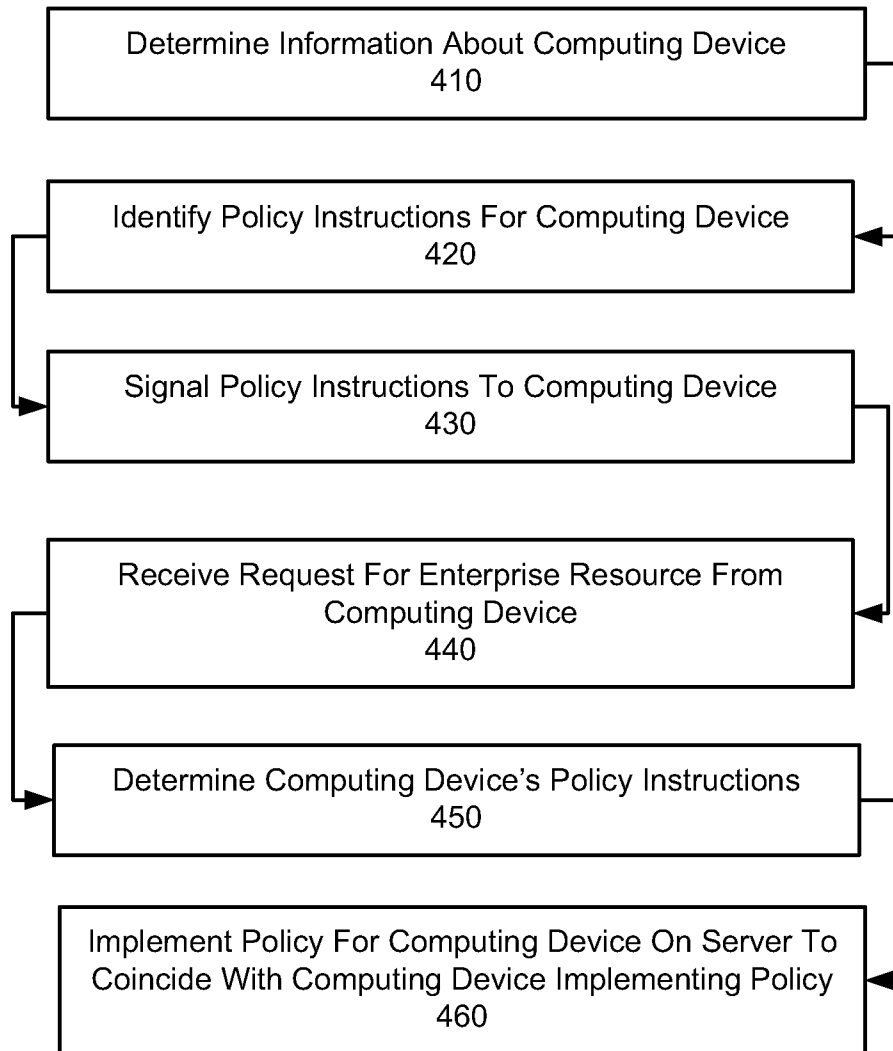 Determine Information About Computing Device
410
Identify Policy Instructions For Computing Device
420
Signal Policy Instructions To Computing Device
430
Receive Request For Enterprise Resource From
Computing Device
440
Determine Computing Device's Policy Instructions
450
Implement Policy For Computing Device On Server To
Coincide With Computing Device Implementing Policy
460